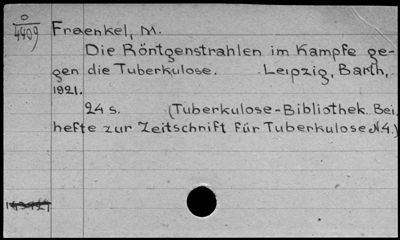 O
4409
Fraenkel, M.
Die Röntgenstrahlen im Kampfe ge-
gen die Tuberkulose. Leipzig, Barth,
1921.
24 s. (Tuberkulose-Bibliothek. Bei.
hefte zur Zeitschrift für Tuberkulose N4.)